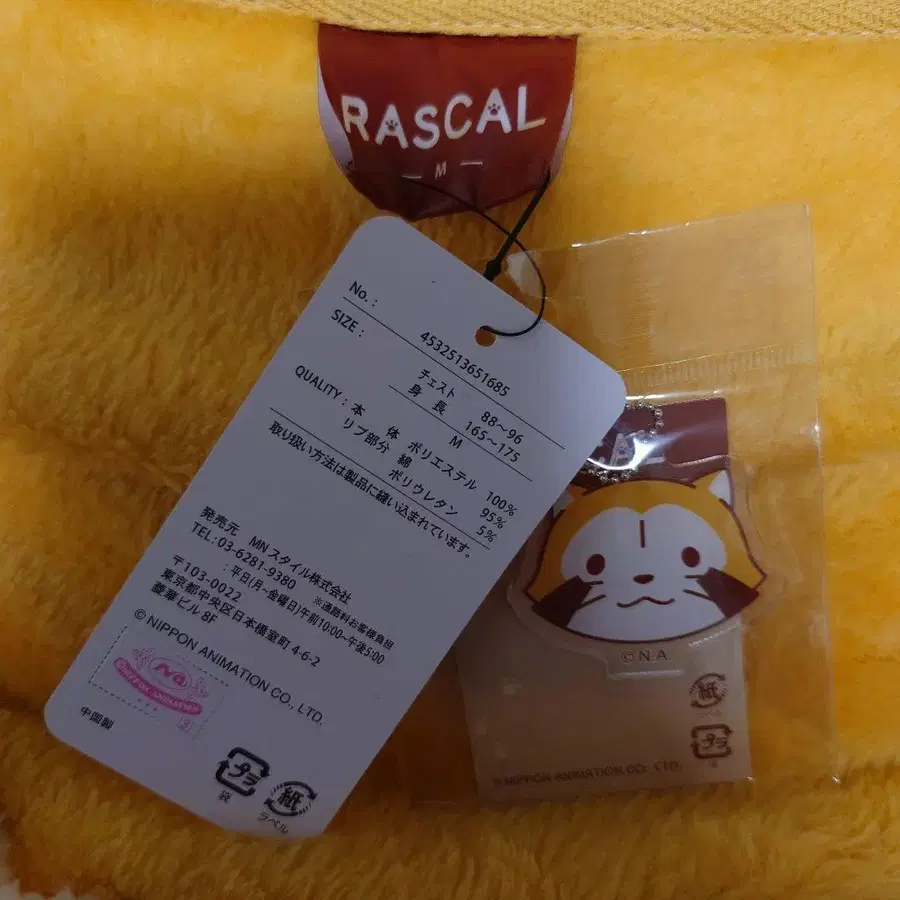 RASCAL
— M —
No. : 4532513651685
SIZE : チェスト 88～96
身 長 165～175
M
QUALITY : 本 体 ポリエステル 100%
リブ部分 綿 95%
ポリウレタン 5%
取り扱い方法は製品に縫い込まれています。
発売元 MN スタイル株式会社
TEL : 03-6281-9380 ※通話料お客様負担
: 平日(月～金曜日)午前10:00～午後5:00
〒103-0022
東京都中央区日本橋室町 4-6-2
菱華ビル 8F
© NIPPON ANIMATION CO., LTD.
NIPPON ANIMATION
中国製
プラ
袋
紙
ラベル
© N.A.
紙
プラ
© NIPPON ANIMATION CO., LTD.